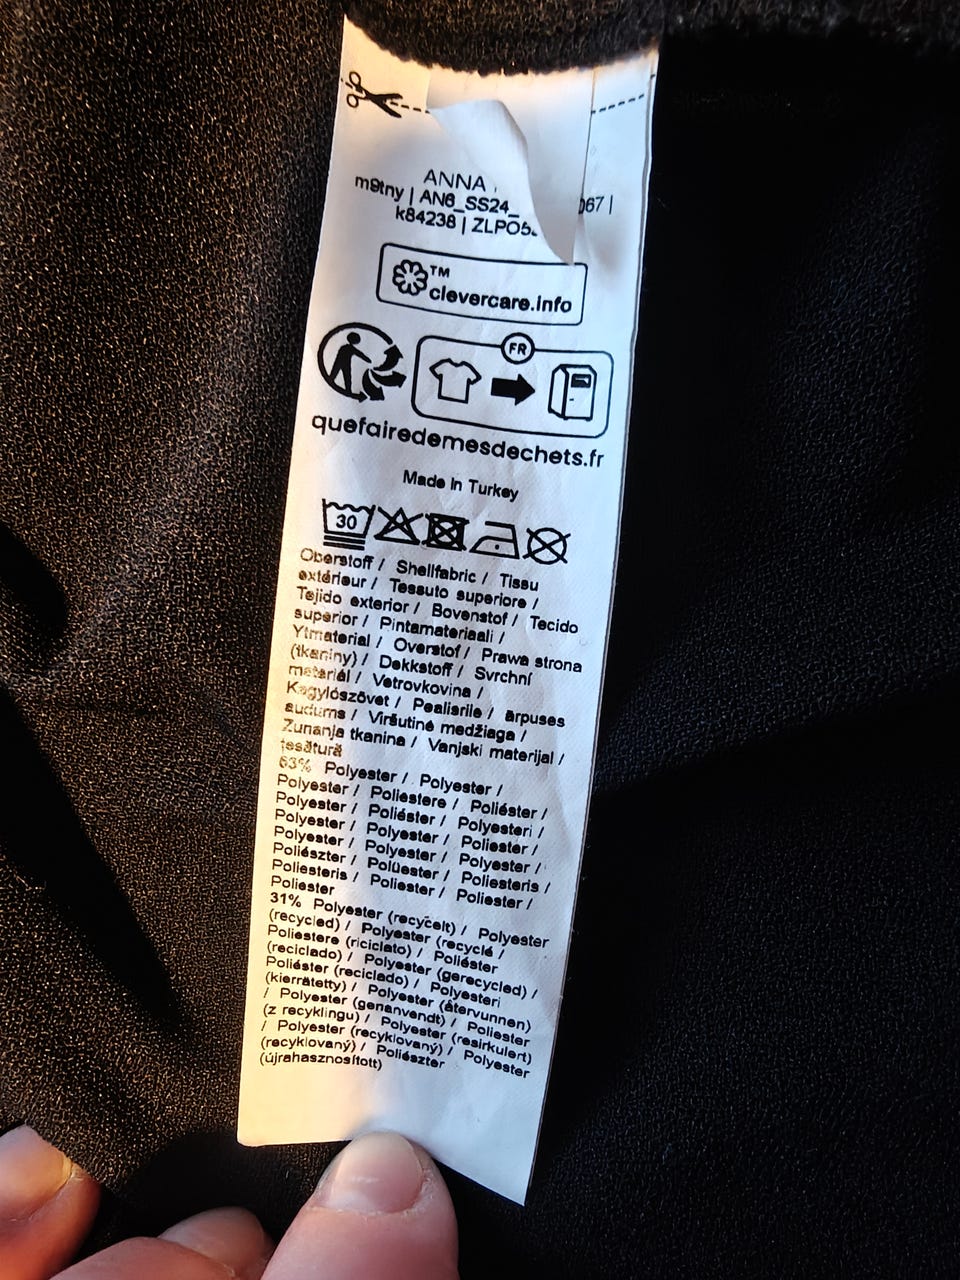 ANNA
m9tny | AN6_SS24_ 067 |
k84238 | ZLPO5
™
clevercare.info
FR
quefairedemesdechets.fr
Made In Turkey
30
Oberstoff / Shellfabric / Tissu
extérieur / Tessuto superiore /
Tejido exterior / Bovenstof / Tecido
superior / Pintamateriaali /
Ytmaterial / Overstof / Prawa strona
(tkaniny) / Dekkstoff / Svrchní
materiál / Vetrovkovina /
Kagylószövet / Pealisriie / ārpuses
audums / Viršutinė medžiaga /
Zunanja tkanina / Vanjski materijal /
țesătură
63% Polyester / Polyester /
Polyester / Poliestere / Poliéster /
Polyester / Poliéster / Polyesteri /
Polyester / Polyester / Poliester /
Polyester / Polyester / Polyester /
Poliészter / Polüester / Poliesteris /
Poliesteris / Poliester / Poliester /
Poliester
31% Polyester (recycelt) / Polyester
(recycled) / Polyester (recyclé /
Poliestere (riciclato) / Poliéster
(reciclado) / Polyester (gerecycled) /
Poliéster (reciclado) / Polyesteri
(kierrätetty) / Polyester (återvunnen)
/ Polyester (genanvendt) / Poliester
(z recyklingu) / Polyester (resirkulert)
/ Polyester (recyklovaný) / Polyester
(recyklovaný) / Poliészter
(újrahasznosított)